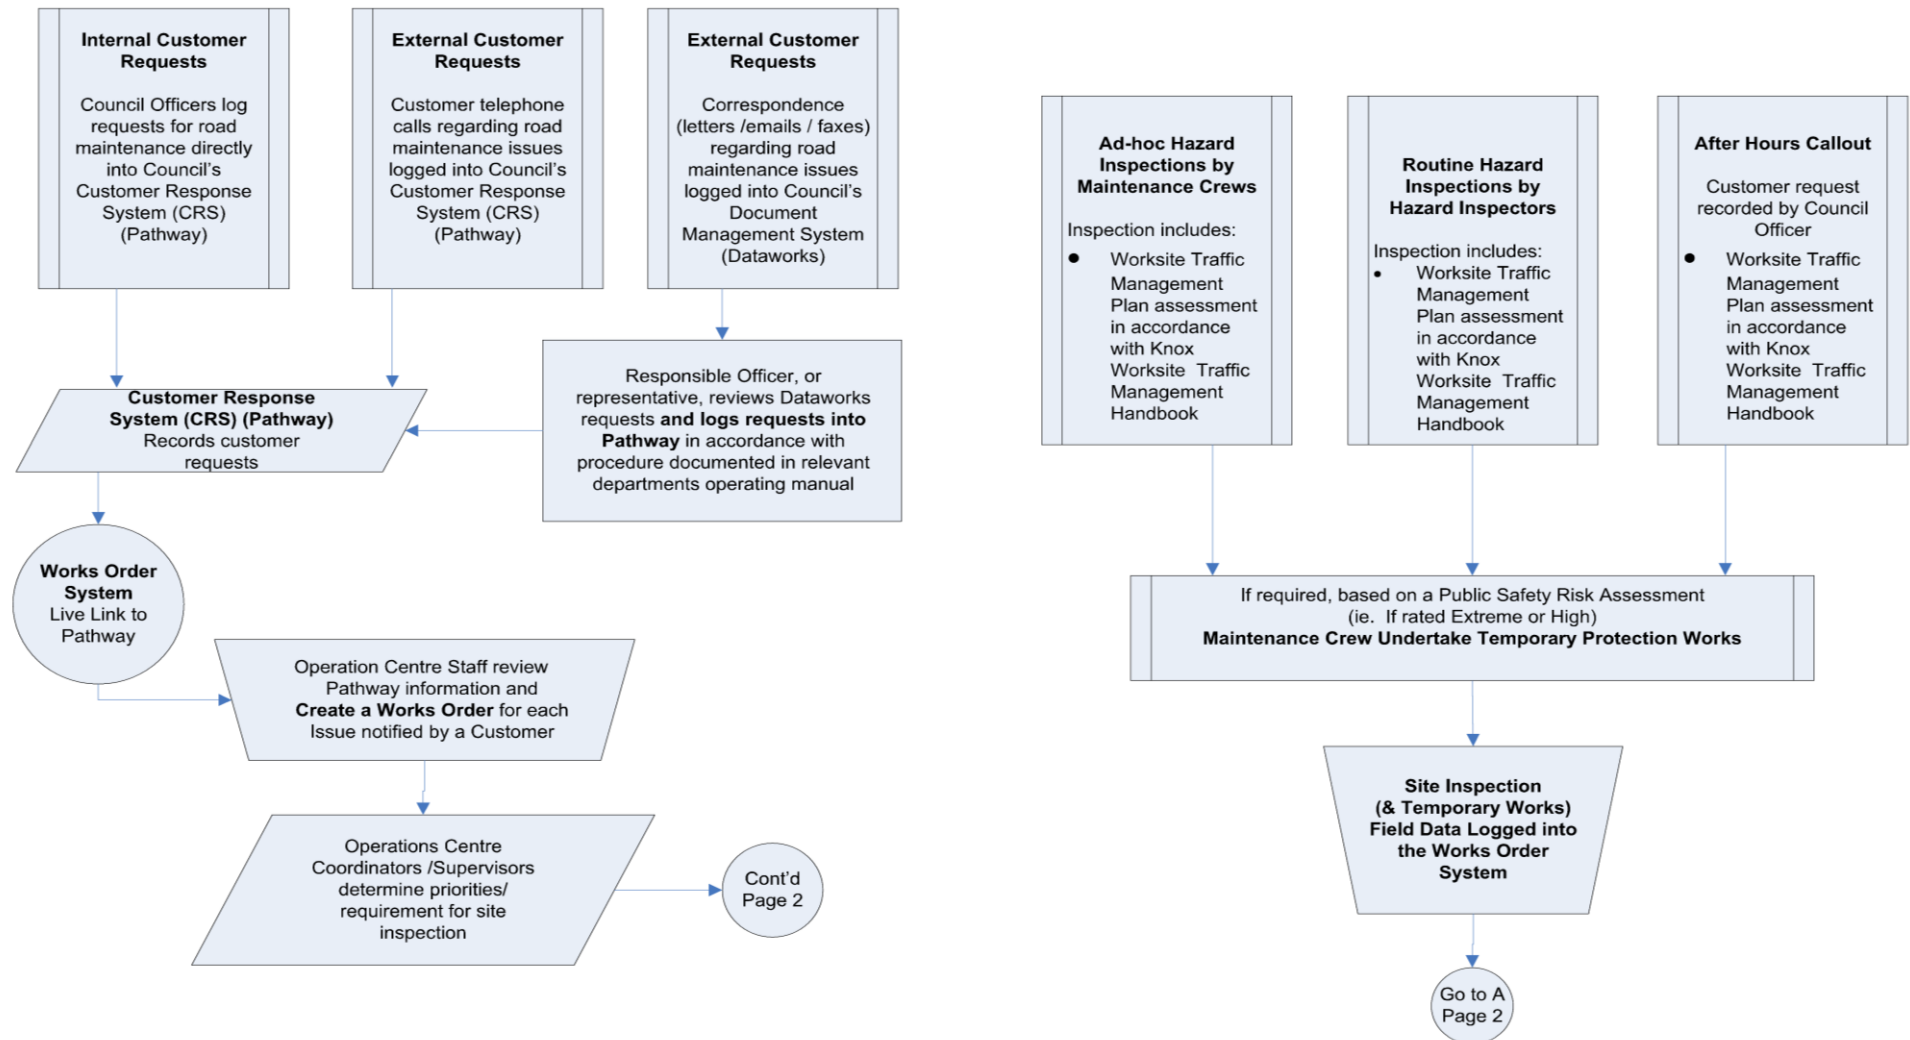 Internal Customer
Requests
Council Officers log
requests for road
maintenance directly
into Council's
Customer Response
System (CRS)
(Pathway)
External Customer
Requests
Customer telephone
calls regarding road
maintenance issues
logged into Council's
Customer Response
System (CRS)
(Pathway)
External Customer
Requests
Correspondence
(letters /emails / faxes)
regarding road
maintenance issues
logged into Council's
Document
Management System
(Dataworks)
Customer Response
System (CRS) (Pathway)
Records customer
requests
Responsible Officer, or
representative, reviews Dataworks
requests and logs requests into
Pathway in accordance with
procedure documented in relevant
departments operating manual
Works Order
System
Live Link to
Pathway
Operation Centre Staff review
Pathway information and
Create a Works Order for each
Issue notified by a Customer
Operations Centre
Coordinators /Supervisors
determine priorities/
requirement for site
inspection
Cont'd
Page 2
Ad-hoc Hazard
Inspections by
Maintenance Crews
Inspection includes:
• Worksite Traffic
Management
Plan assessment
in accordance
with Knox
Worksite Traffic
Management
Handbook
Routine Hazard
Inspections by
Hazard Inspectors
Inspection includes:
• Worksite Traffic
Management
Plan assessment
in accordance
with Knox
Worksite Traffic
Management
Handbook
After Hours Callout
Customer request
recorded by Council
Officer
• Worksite Traffic
Management
Plan assessment
in accordance
with Knox
Worksite Traffic
Management
Handbook
If required, based on a Public Safety Risk Assessment
(ie. If rated Extreme or High)
Maintenance Crew Undertake Temporary Protection Works
Site Inspection
(& Temporary Works)
Field Data Logged into
the Works Order
System
Go to A
Page 2